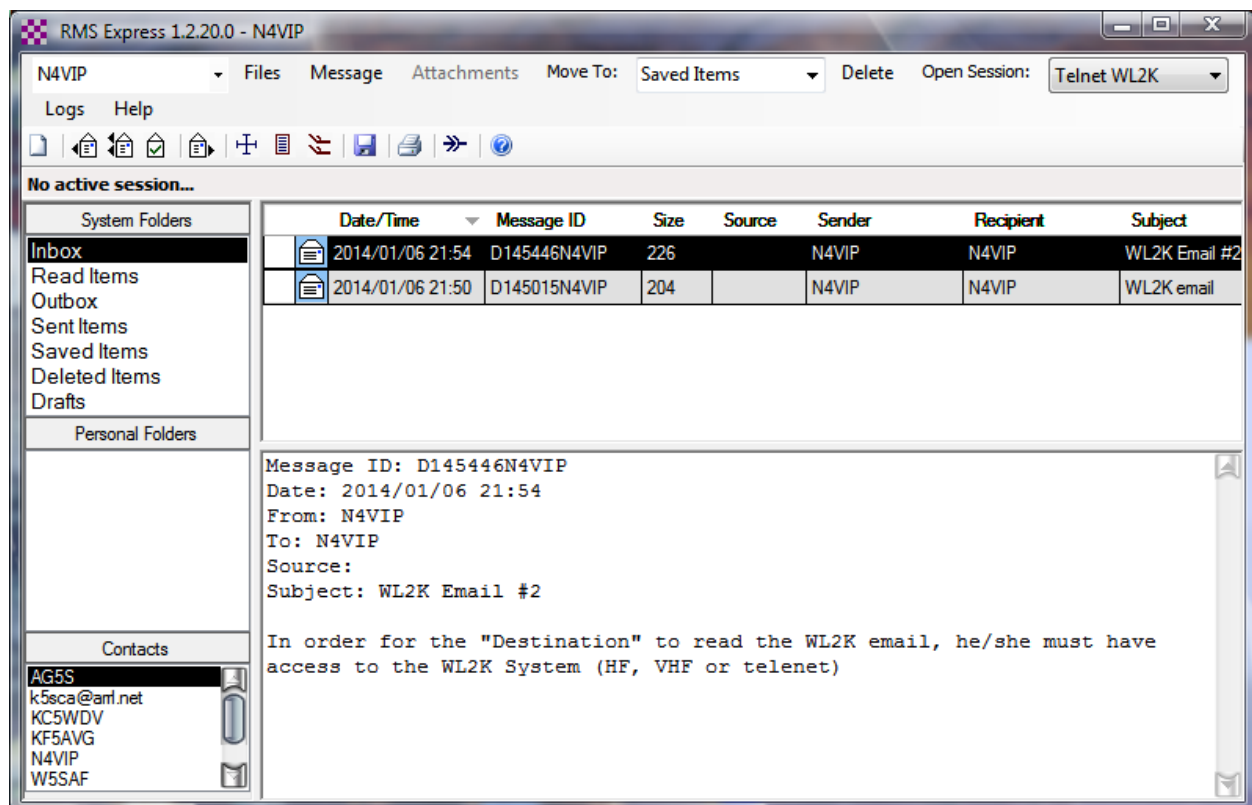 RMS Express 1.2.20.0 - N4VIP
N4VIP Files Message Attachments Move To: Saved Items Delete Open Session: Telnet WL2K
Logs Help
No active session...
System Folders
Inbox
Read Items
Outbox
Sent Items
Saved Items
Deleted Items
Drafts
Personal Folders
Contacts
AG5S
k5sca@arrl.net
KC5WDV
KF5AVG
N4VIP
W5SAF
Date/Time Message ID Size Source Sender Recipient Subject
2014/01/06 21:54 D145446N4VIP 226 N4VIP N4VIP WL2K Email #2
2014/01/06 21:50 D145015N4VIP 204 N4VIP N4VIP WL2K email
Message ID: D145446N4VIP
Date: 2014/01/06 21:54
From: N4VIP
To: N4VIP
Source:
Subject: WL2K Email #2
In order for the "Destination" to read the WL2K email, he/she must have
access to the WL2K System (HF, VHF or telenet)